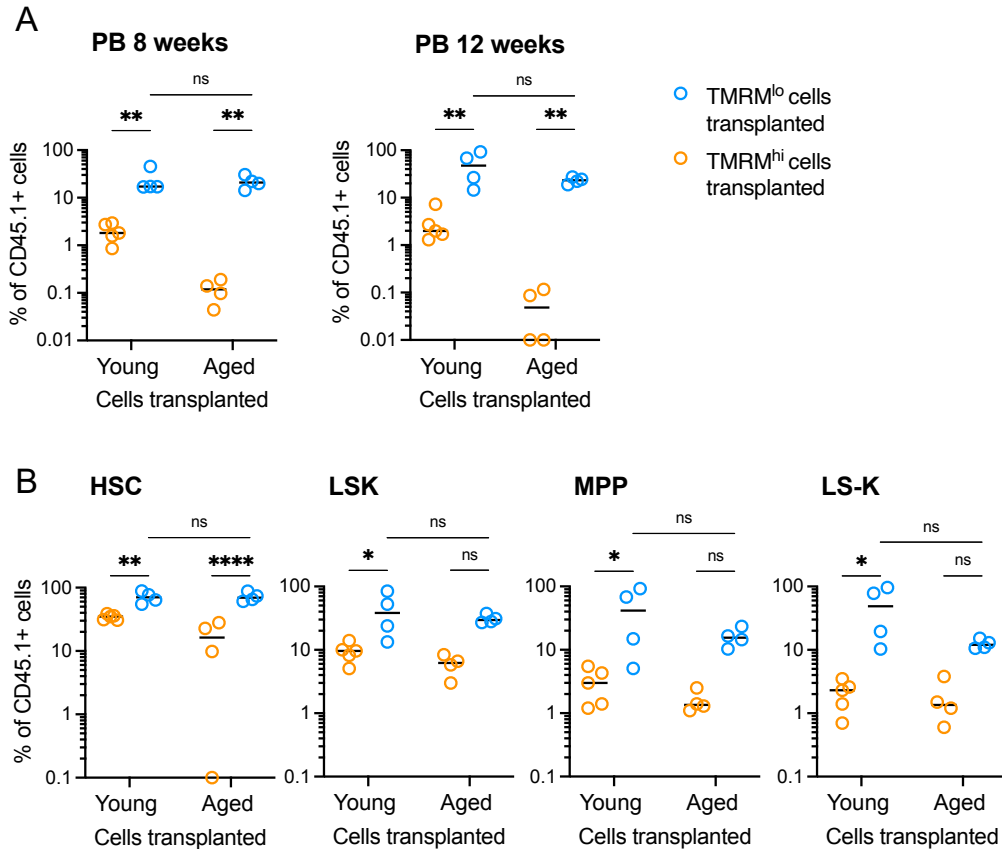 A
PB 8 weeks
PB 12 weeks
ns
ns
** **
** **
TMRMlo cells
transplanted
TMRMhi cells
transplanted
% of CD45.1+ cells
100
10
1
0.1
0.01
Young Aged
Cells transplanted
% of CD45.1+ cells
100
10
1
0.1
0.01
Young Aged
Cells transplanted
B
HSC
LSK
MPP
LS-K
ns
** ****
% of CD45.1+ cells
100
10
1
0.1
Young Aged
Cells transplanted
ns
* ns
100
10
1
0.1
Young Aged
Cells transplanted
ns
* ns
100
10
1
0.1
Young Aged
Cells transplanted
ns
* ns
100
10
1
0.1
Young Aged
Cells transplanted